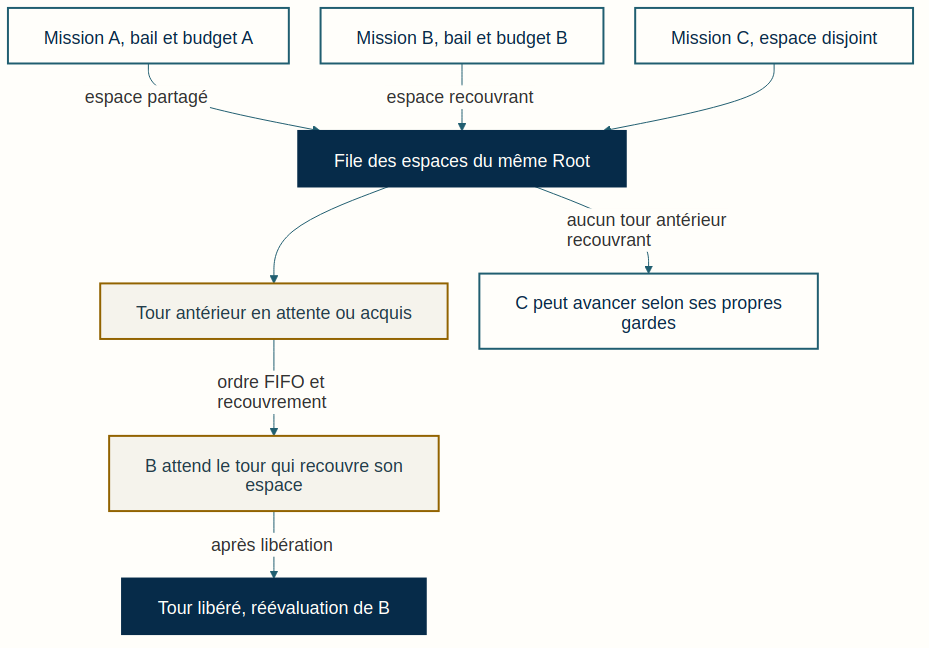 Mission A, bail et budget A
Mission B, bail et budget B
Mission C, espace disjoint
espace partagé
espace recouvrant
File des espaces du même Root
aucun tour antérieur
recouvrant
Tour antérieur en attente ou acquis
C peut avancer selon ses propres
gardes
ordre FIFO et
recouvrement
B attend le tour qui recouvre son
espace
après libération
Tour libéré, réévaluation de B